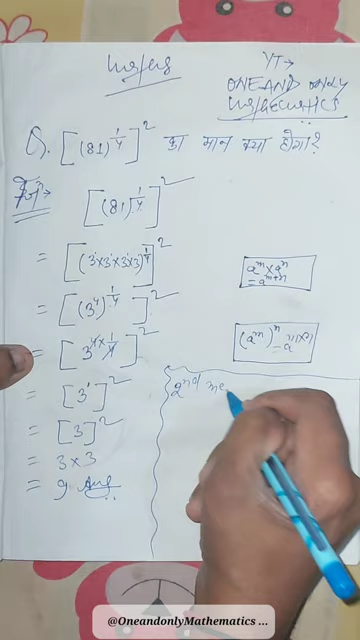 YT→
ONE AND ONLY
Q. [(81)^1/4]^2 का मान क्या होगा?
[(81)^1/4]^2
= [(3×3×3×3)^1/4]^2
= [(3^4)^1/4]^2
= [3^4×1/4]^2
= [3^1]^2
= [3]^2
= 3×3
= 9 Ans
a^m×a^n
=a^m+n
(a^m)^n
=a^m×n
2nd me
@OneandonlyMathematics ...